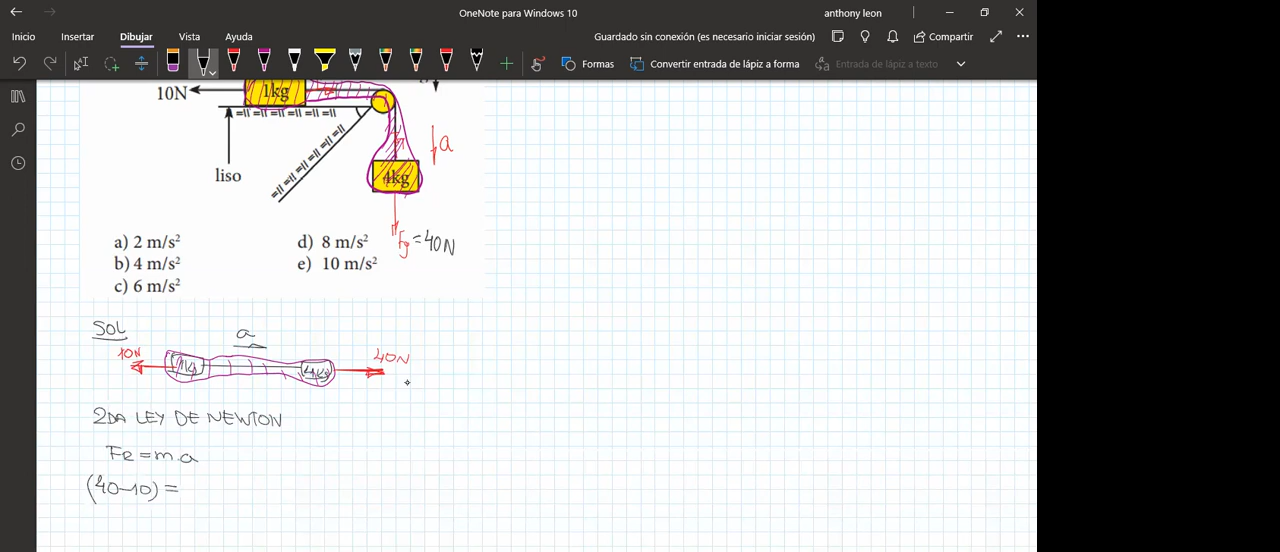 OneNote para Windows 10
anthony leon
Inicio Insertar Dibujar Vista Ayuda
Guardado sin conexión (es necesario iniciar sesión)
Compartir
Formas
Convertir entrada de lápiz a forma
Entrada de lápiz a texto
10N
1kg
a
liso
4kg
Fg = 40N
a) 2 m/s²
d) 8 m/s²
b) 4 m/s²
e) 10 m/s²
c) 6 m/s²
SOL
a
10N
1kg
4kg
40N
2DA LEY DE NEWTON
FR = m.a
(40-10) =